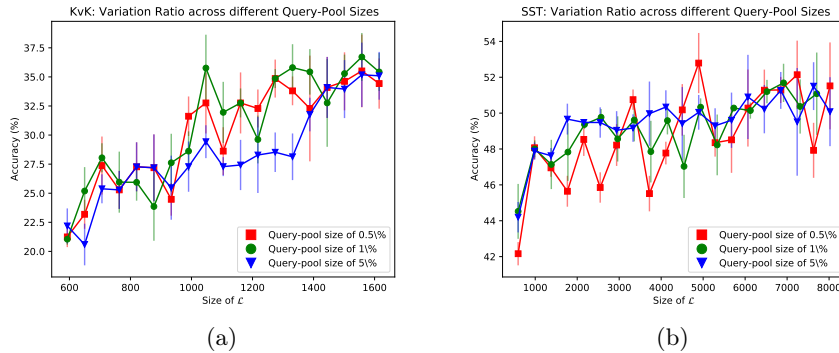 KvK: Variation Ratio across different Query-Pool Sizes
Accuracy (%)
37.5
35.0
32.5
30.0
27.5
25.0
22.5
20.0
Query-pool size of 0.5\%
Query-pool size of 1\%
Query-pool size of 5\%
600 800 1000 1200 1400 1600
Size of ℒ
(a)
SST: Variation Ratio across different Query-Pool Sizes
Accuracy (%)
54
52
50
48
46
44
42
Query-pool size of 0.5\%
Query-pool size of 1\%
Query-pool size of 5\%
1000 2000 3000 4000 5000 6000 7000 8000
Size of ℒ
(b)